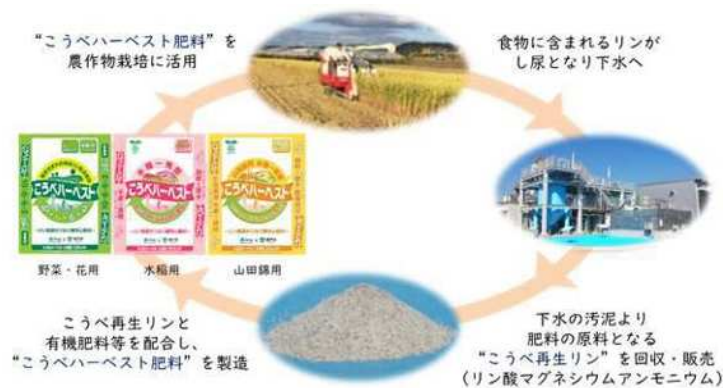 “こうべハーベスト肥料”を
農作物栽培に活用
食物に含まれるリンが
し尿となり下水へ
こうべハーベスト
こうべハーベスト
こうべハーベスト
野菜・花用
水稲用
山田錦用
こうべ再生リンと
有機肥料等を配合し、
“こうべハーベスト肥料”を製造
下水の汚泥より
肥料の原料となる
“こうべ再生リン”を回収・販売
(リン酸マグネシウムアンモニウム)